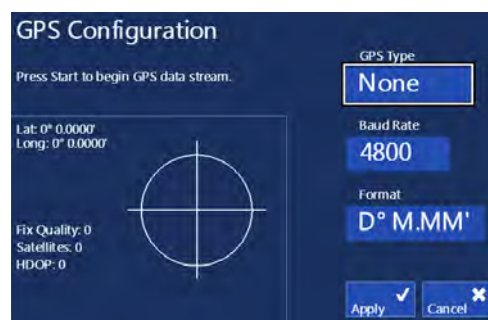 GPS Configuration
Press Start to begin GPS data stream.
Lat: 0° 0.0000'
Long: 0° 0.0000'
Fix Quality: 0
Satellites: 0
HDOP: 0
GPS Type
None
Baud Rate
4800
Format
D° M.MM'
Apply
Cancel